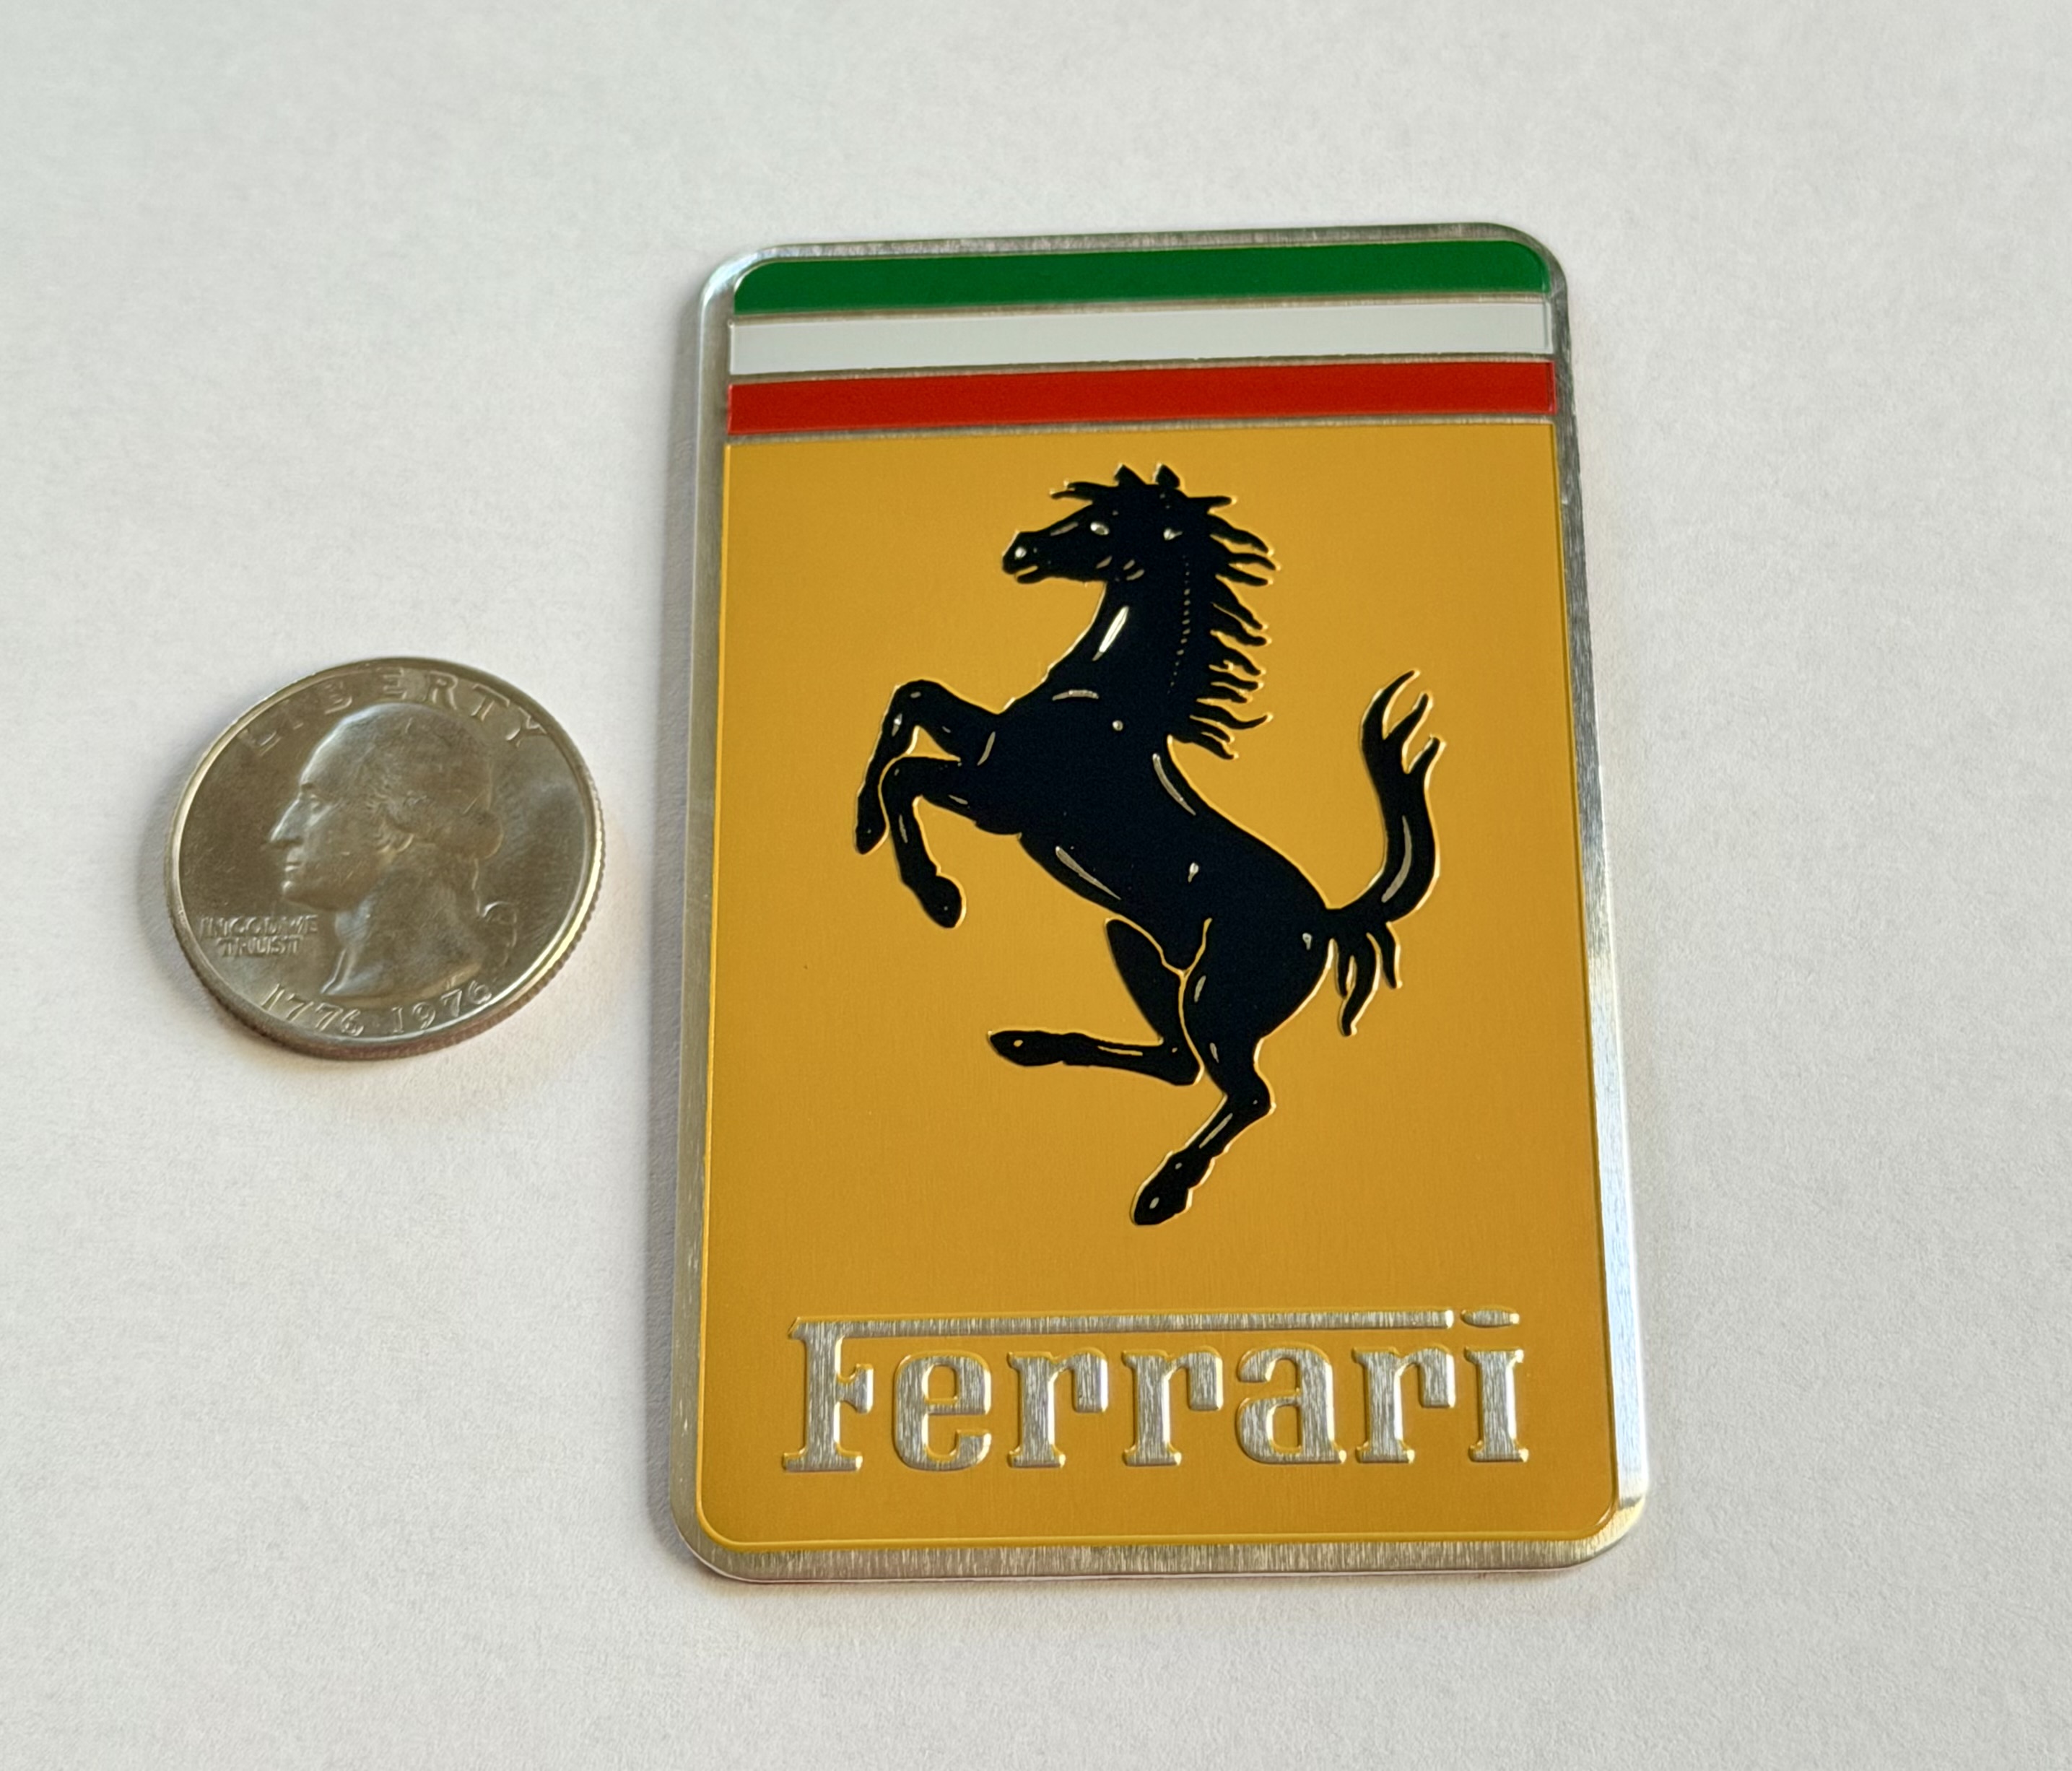 LIBERTY
IN GOD WE
TRUST
1776·1976
Ferrari